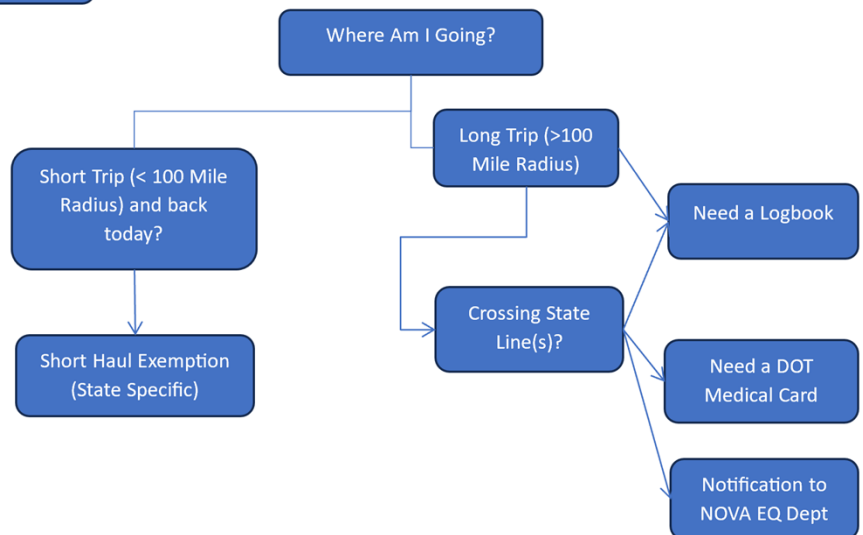 Where Am I Going?
Long Trip (>100
Mile Radius)
Short Trip (< 100 Mile
Radius) and back
today?
Need a Logbook
Crossing State
Line(s)?
Short Haul Exemption
(State Specific)
Need a DOT
Medical Card
Notification to
NOVA EQ Dept